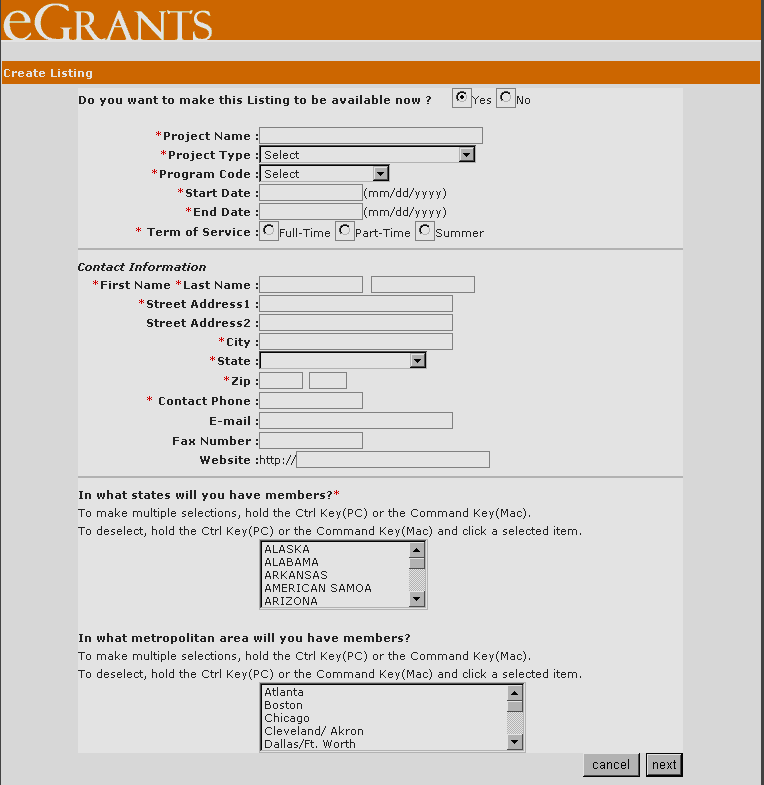 eGRANTS
Create Listing
Do you want to make this Listing to be available now ? Yes No
*Project Name :
*Project Type : Select
*Program Code : Select
*Start Date : (mm/dd/yyyy)
*End Date : (mm/dd/yyyy)
* Term of Service : Full-Time Part-Time Summer
Contact Information
*First Name *Last Name :
*Street Address1 :
Street Address2 :
*City :
*State :
*Zip :
* Contact Phone :
E-mail :
Fax Number :
Website :http://
In what states will you have members?*
To make multiple selections, hold the Ctrl Key(PC) or the Command Key(Mac).
To deselect, hold the Ctrl Key(PC) or the Command Key(Mac) and click a selected item.
ALASKA
ALABAMA
ARKANSAS
AMERICAN SAMOA
ARIZONA
In what metropolitan area will you have members?
To make multiple selections, hold the Ctrl Key(PC) or the Command Key(Mac).
To deselect, hold the Ctrl Key(PC) or the Command Key(Mac) and click a selected item.
Atlanta
Boston
Chicago
Cleveland/ Akron
Dallas/Ft. Worth
cancel next